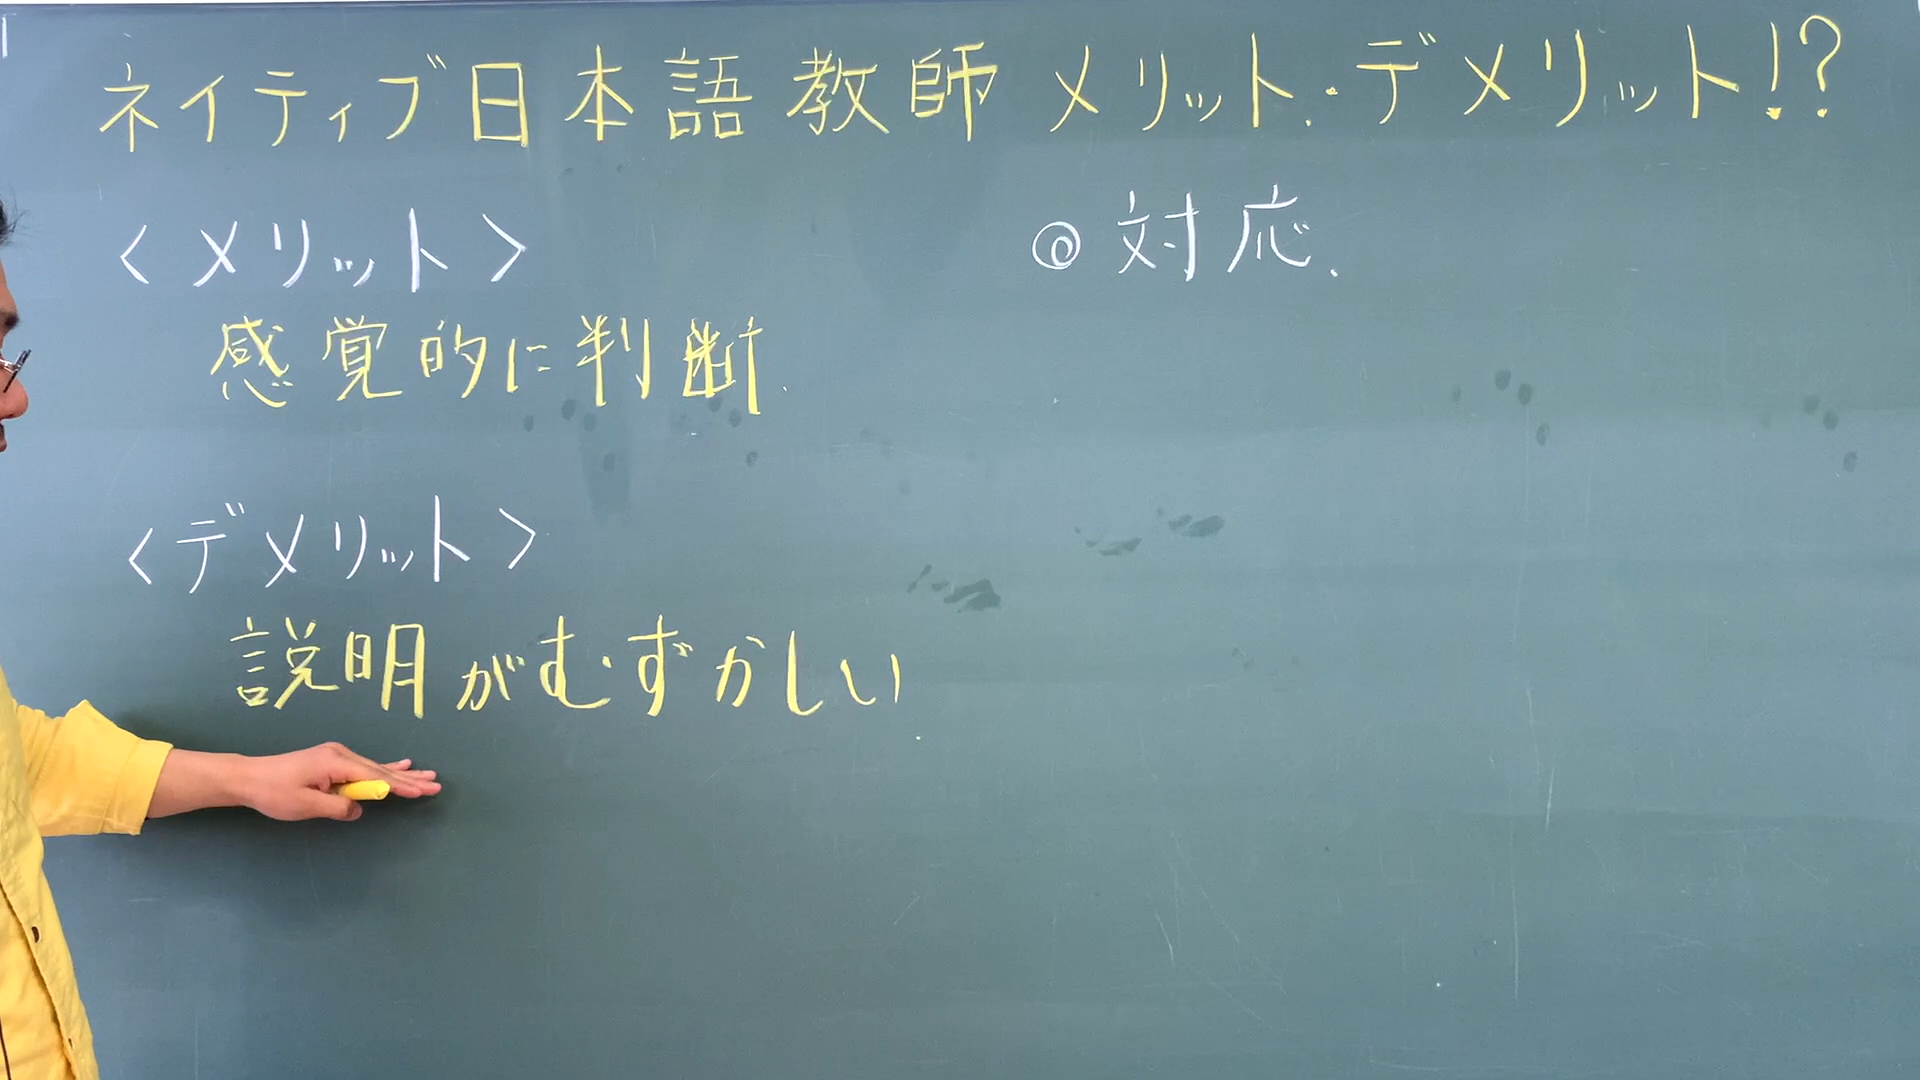 ネイティブ日本語教師メリット・デメリット!?
<メリット>
感覚的に判断.
<デメリット>
説明がむずかしい
◎対応.